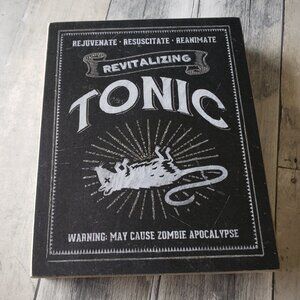 REJUVENATE · RESUSCITATE · REANIMATE
REVITALIZING
TONIC
WARNING: MAY CAUSE ZOMBIE APOCALYPSE